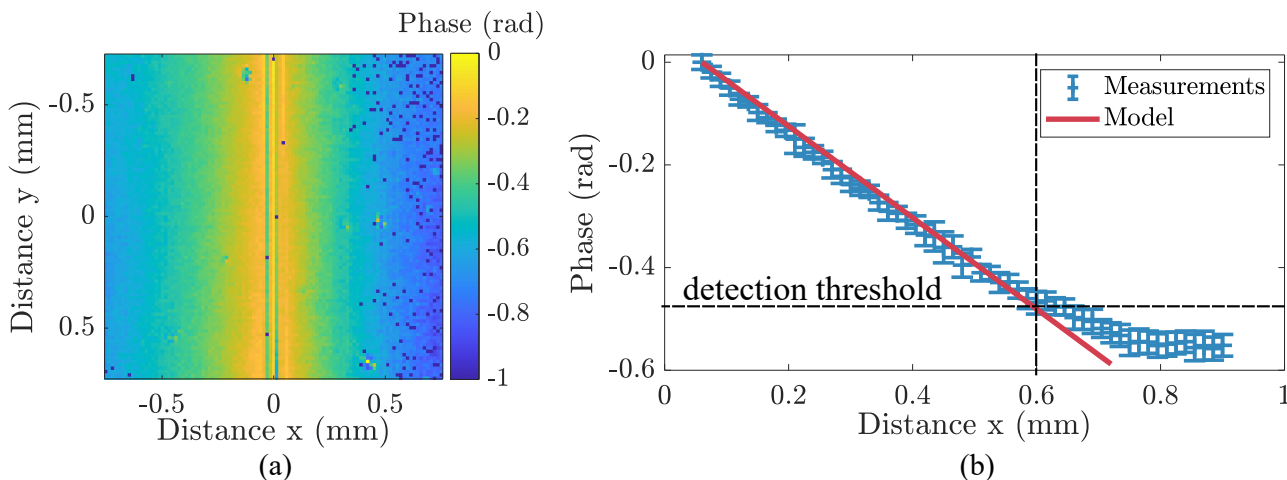 Phase (rad)
0
-0.2
-0.4
-0.6
-0.8
-1
-0.5
0
0.5
Distance y (mm)
-0.5
0
0.5
Distance x (mm)
(a)
0
-0.2
-0.4
-0.6
Phase (rad)
Measurements
Model
detection threshold
0
0.2
0.4
0.6
0.8
1
Distance x (mm)
(b)